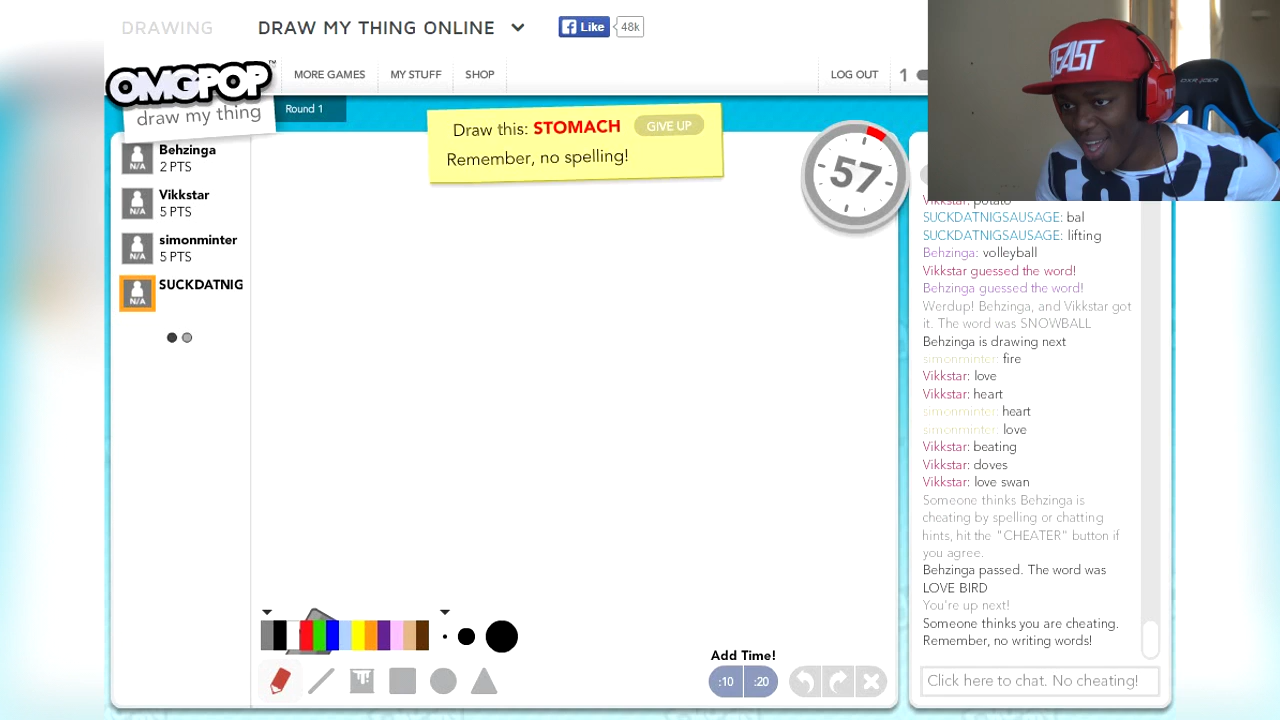 DRAWING
DRAW MY THING ONLINE
Like
48k
OMGPOP
draw my thing
MORE GAMES
MY STUFF
SHOP
LOG OUT
1
Round 1
Draw this: STOMACH
GIVE UP
Remember, no spelling!
57
Behzinga
2 PTS
Vikkstar
5 PTS
simonminter
5 PTS
SUCKDATNIG
N/A
N/A
N/A
N/A
Vikkstar: potato
SUCKDATNIGSAUSAGE: bal
SUCKDATNIGSAUSAGE: lifting
Behzinga: volleyball
Vikkstar guessed the word!
Behzinga guessed the word!
Werdup! Behzinga, and Vikkstar got
it. The word was SNOWBALL
Behzinga is drawing next
simonminter: fire
Vikkstar: love
Vikkstar: heart
simonminter: heart
simonminter: love
Vikkstar: beating
Vikkstar: doves
Vikkstar: love swan
Someone thinks Behzinga is
cheating by spelling or chatting
hints, hit the "CHEATER" button if
you agree.
Behzinga passed. The word was
LOVE BIRD
You're up next!
Someone thinks you are cheating.
Remember, no writing words!
Add Time!
:10
:20
Click here to chat. No cheating!